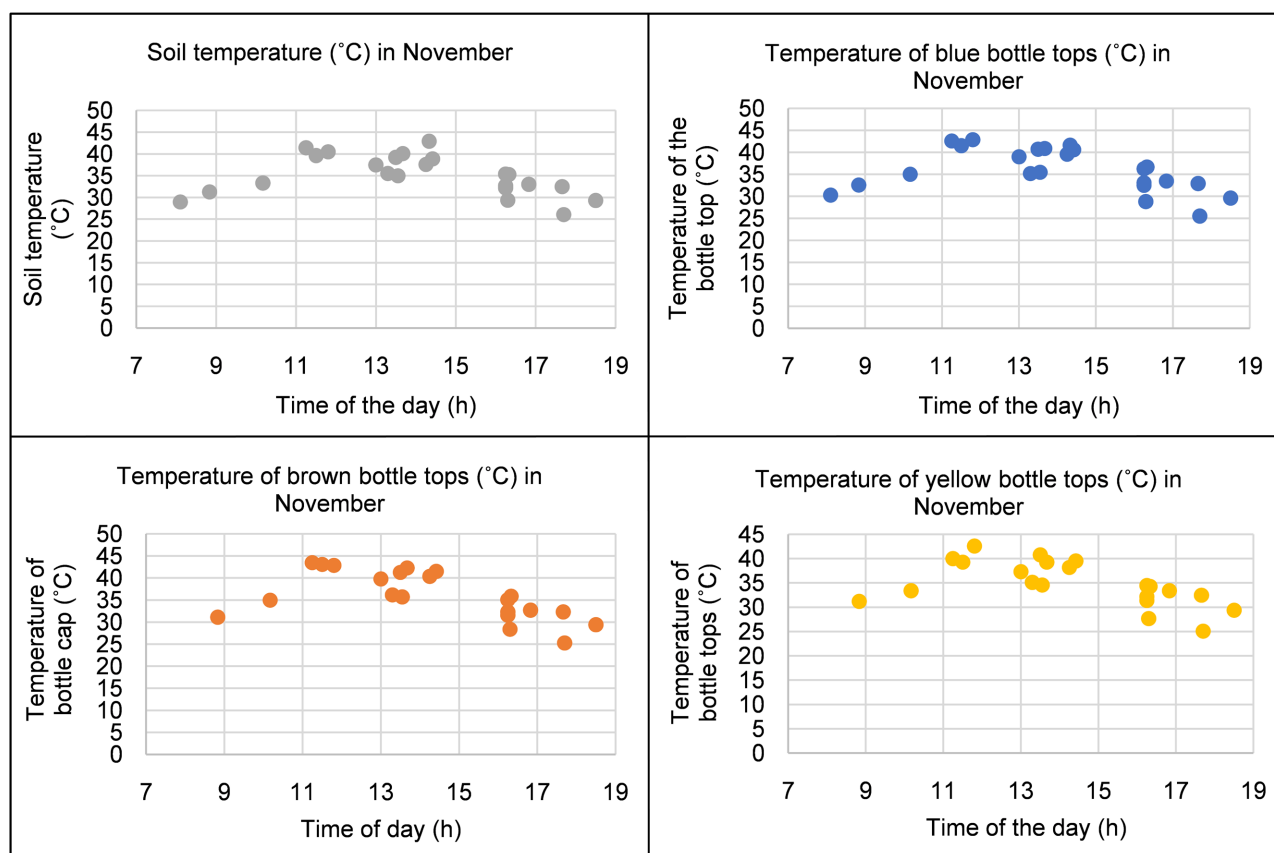 Soil temperature (˚C) in November
50
45
40
35
30
25
20
15
10
5
0
Soil temperature
(˚C)
7 9 11 13 15 17 19
Time of the day (h)
Temperature of blue bottle tops (˚C) in
November
50
45
40
35
30
25
20
15
10
5
0
Temperature of the
bottle top (˚C)
7 9 11 13 15 17 19
Time of the day (h)
Temperature of brown bottle tops (˚C) in
November
50
45
40
35
30
25
20
15
10
5
0
Temperature of
bottle cap (˚C)
7 9 11 13 15 17 19
Time of day (h)
Temperature of yellow bottle tops (˚C) in
November
45
40
35
30
25
20
15
10
5
0
Temperature of
bottle tops (˚C)
7 9 11 13 15 17 19
Time of the day (h)